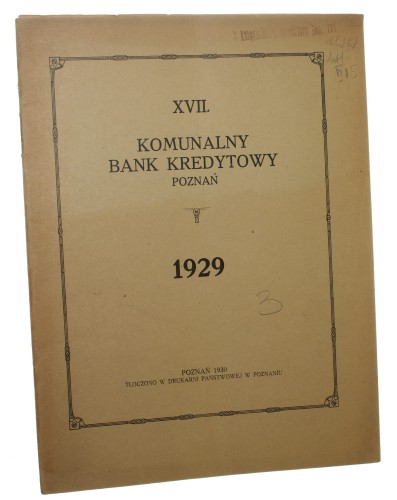 XVII.
KOMUNALNY
BANK KREDYTOWY
POZNAŃ
1929
3
POZNAŃ 1930
TŁOCZONO W DRUKARNI PAŃSTWOWEJ W POZNANIU